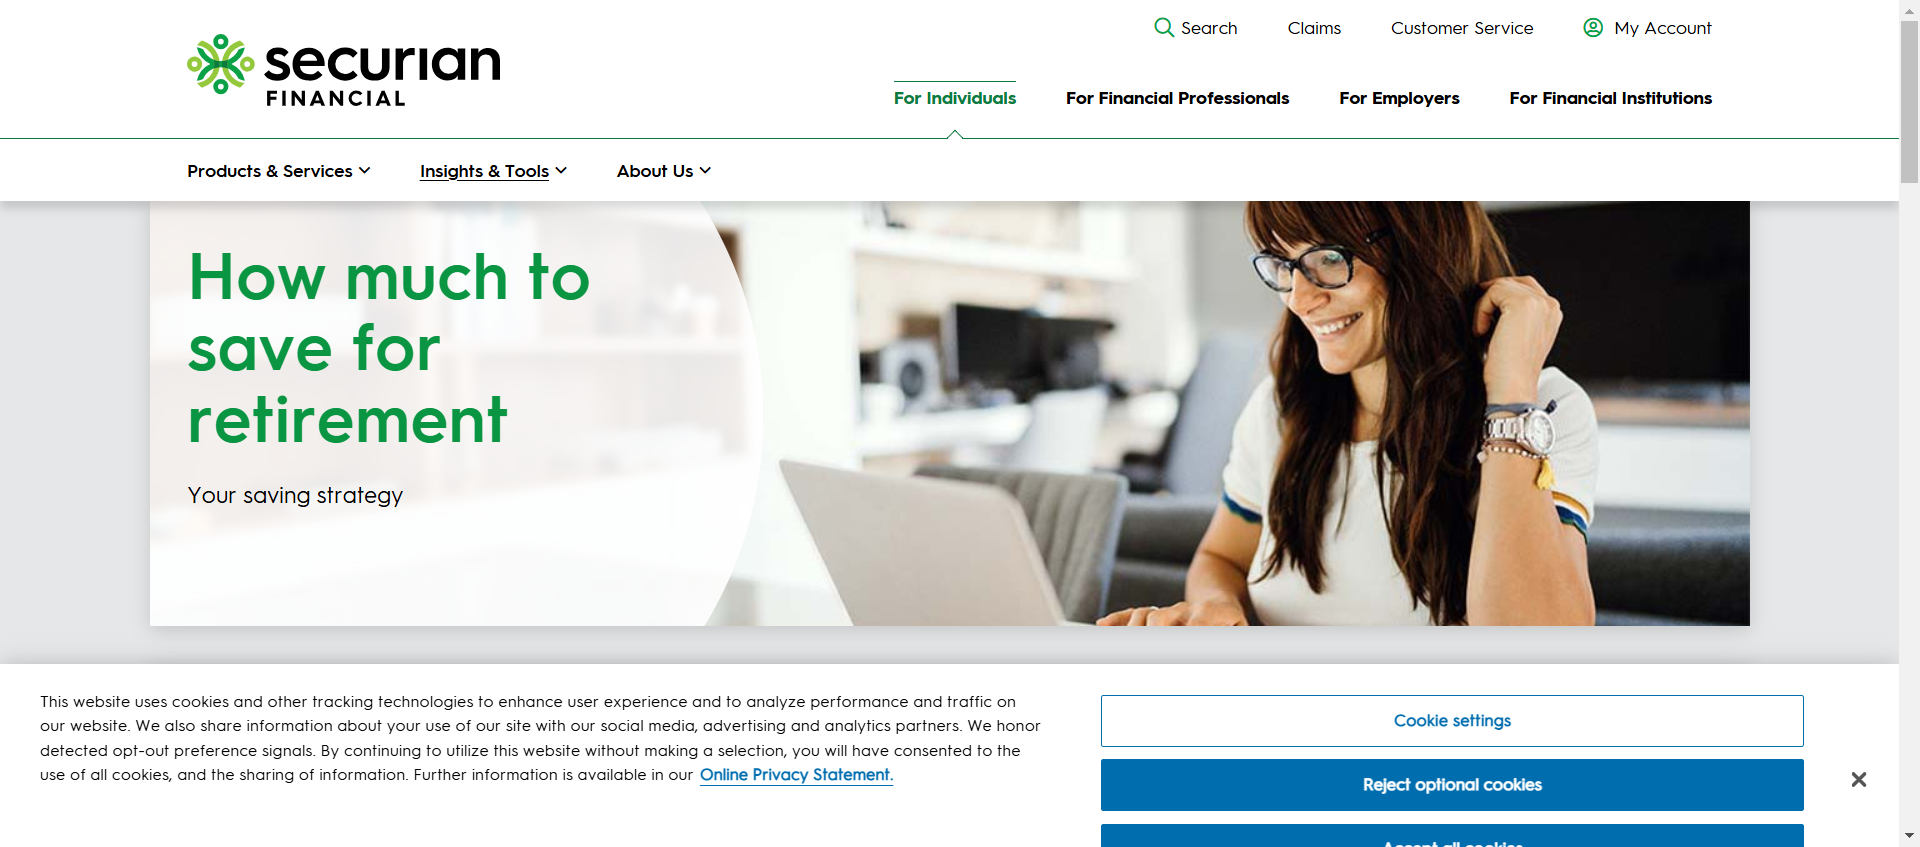 Search
Claims
Customer Service
My Account
securian
FINANCIAL
For Individuals
For Financial Professionals
For Employers
For Financial Institutions
Products & Services
Insights & Tools
About Us
How much to
save for
retirement
Your saving strategy
This website uses cookies and other tracking technologies to enhance user experience and to analyze performance and traffic on
our website. We also share information about your use of our site with our social media, advertising and analytics partners. We honor
detected opt-out preference signals. By continuing to utilize this website without making a selection, you will have consented to the
use of all cookies, and the sharing of information. Further information is available in our Online Privacy Statement.
Cookie settings
Reject optional cookies
Accept all cookies